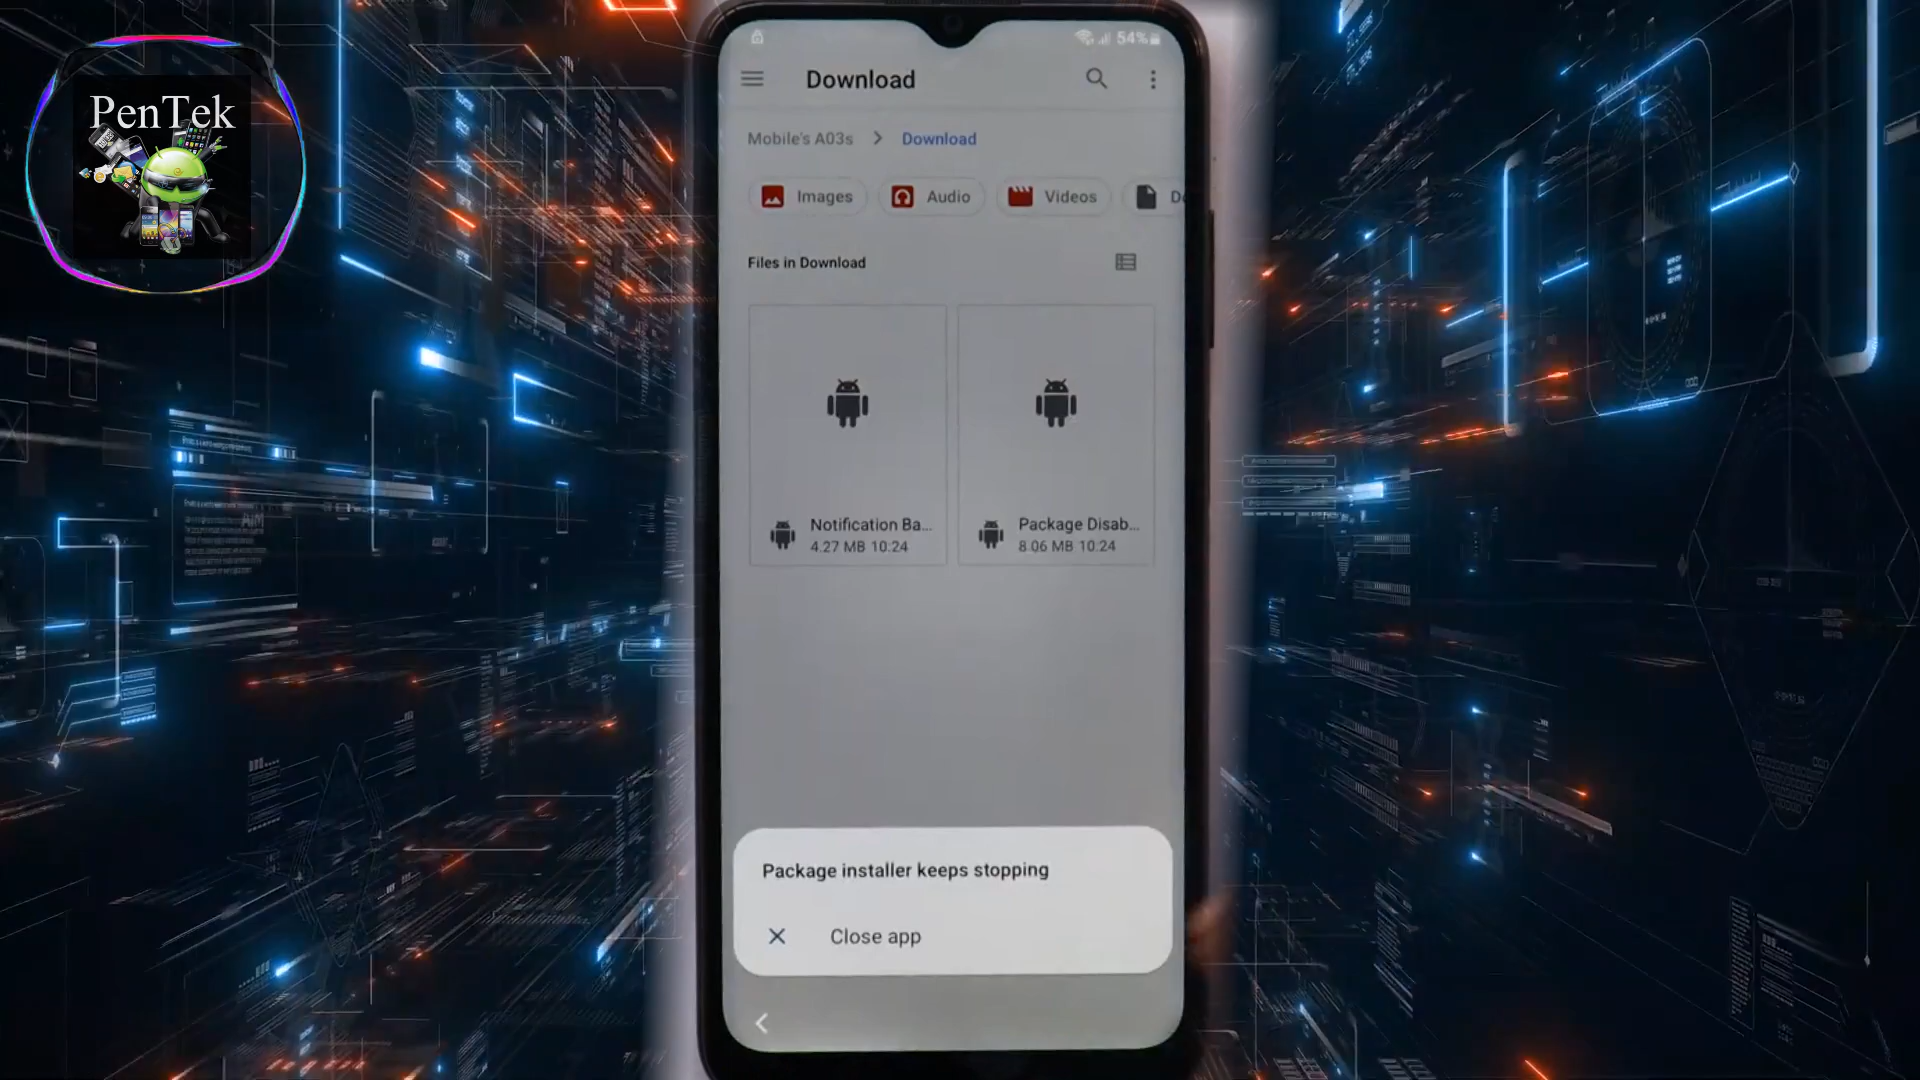 PenTek
54%
Download
Mobile's A03s > Download
Images
Audio
Videos
Files in Download
Notification Ba...
4.27 MB 10:24
Package Disab...
8.06 MB 10:24
Package installer keeps stopping
Close app